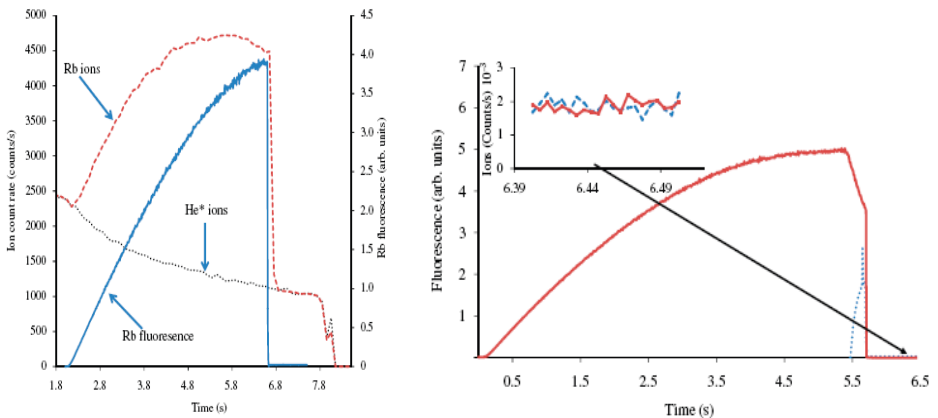 5000
4500
4000
3500
3000
2500
2000
1500
1000
500
0
Ion count rate (counts/s)
1.8 2.8 3.8 4.8 5.8 6.8 7.8
Time (s)
4.5
4.0
3.5
3.0
2.5
2.0
1.5
1.0
0.5
0
Rb fluorescence (arb. units)
Rb ions
He* ions
Rb fluoresence
7
6
5
4
3
2
1
Fluorescence (arb. units)
0.5 1.5 2.5 3.5 4.5 5.5 6.5
Time (s)
3
2
1
0
Ions (Counts/s) 10⁻³
6.39 6.44 6.49